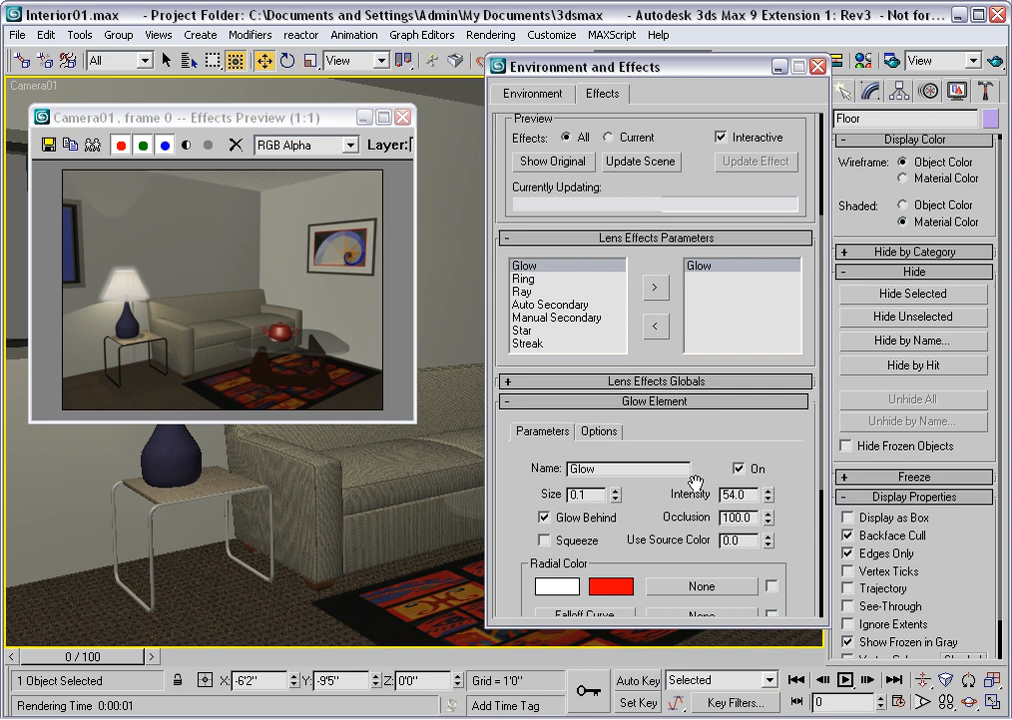 Interior01.max - Project Folder: C:\Documents and Settings\Admin\My Documents\3dsmax - Autodesk 3ds Max 9 Extension 1: Rev3 - Not for...
File Edit Tools Group Views Create Modifiers reactor Animation Graph Editors Rendering Customize MAXScript Help
All View View
Camera01
Camera01, frame 0 -- Effects Preview (1:1)
RGB Alpha Layer:
Environment and Effects
Environment Effects
Preview
Effects: All Current Interactive
Show Original Update Scene Update Effect
Currently Updating:
- Lens Effects Parameters
Glow
Ring
Ray
Auto Secondary
Manual Secondary
Star
Streak
>
<
Glow
+ Lens Effects Globals
- Glow Element
Parameters Options
Name: Glow On
Size 0.1 Intensity 54.0
Glow Behind Occlusion 100.0
Squeeze Use Source Color 0.0
Radial Color
None
Falloff Curve None
Floor
- Display Color
Wireframe: Object Color
Material Color
Shaded: Object Color
Material Color
+ Hide by Category
- Hide
Hide Selected
Hide Unselected
Hide by Name...
Hide by Hit
Unhide All
Unhide by Name...
Hide Frozen Objects
+ Freeze
- Display Properties
Display as Box
Backface Cull
Edges Only
Vertex Ticks
Trajectory
See-Through
Ignore Extents
Show Frozen in Gray
< 0 / 100 >
1 Object Selected X: -6'2" Y: -9'5" Z: 0'0" Grid = 1'0" Auto Key Selected
Rendering Time 0:00:01 Add Time Tag Set Key Key Filters... 0